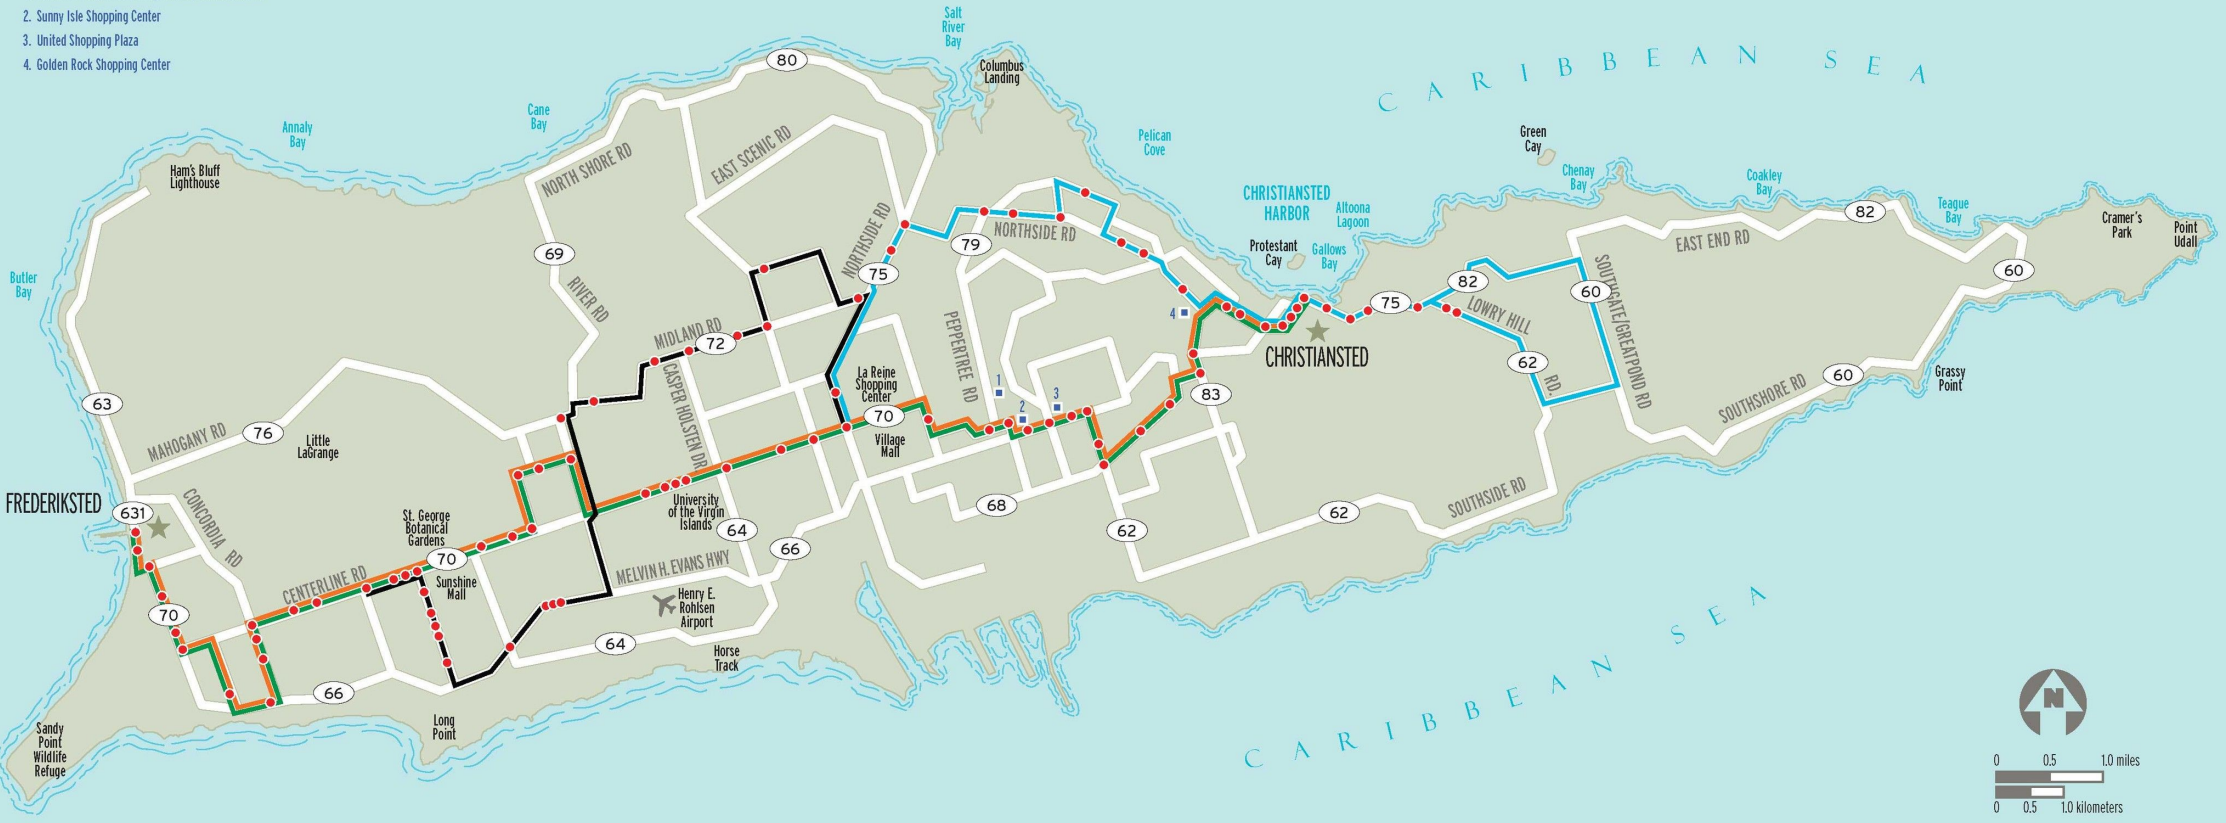 2. Sunny Isle Shopping Center
3. United Shopping Plaza
4. Golden Rock Shopping Center
Salt
River
Bay
Columbus
Landing
CARIBBEAN SEA
80
Cane
Bay
Annaly
Bay
Pelican
Cove
Green
Cay
Chenay
Bay
Coakley
Bay
Teague
Bay
82
Cramer's
Park
Point
Udall
Ham's Bluff
Lighthouse
NORTH SHORE RD
EAST SCENIC RD
CHRISTIANSTED
HARBOR
Altoona
Lagoon
Protestant
Cay
Gallows
Bay
NORTHSIDE RD
NORTHSIDE RD
79
75
69
RIVER RD
EAST END RD
60
Butler
Bay
82
60
SOUTHGATE/GREATPOND RD
75
LOWRY HILL
RD.
62
4
CHRISTIANSTED
MIDLAND RD
72
CASPER HOLSTEN DR
PEPPERTREE RD
La Reine
Shopping
Center
1
2
3
83
60
SOUTHSHORE RD
Grassy
Point
63
MAHOGANY RD
76
Little
LaGrange
70
Village
Mall
FREDERIKSTED
631
CONCORDIA RD
St. George
Botanical
Gardens
University
of the Virgin
Islands
64
66
68
62
62
SOUTHSIDE RD
70
CENTERLINE RD
Sunshine
Mall
MELVIN H. EVANS HWY
Henry E.
Rohlsen
Airport
70
64
Horse
Track
66
Long
Point
Sandy
Point
Wildlife
Refuge
CARIBBEAN SEA
N
0 0.5 1.0 miles
0 0.5 1.0 kilometers